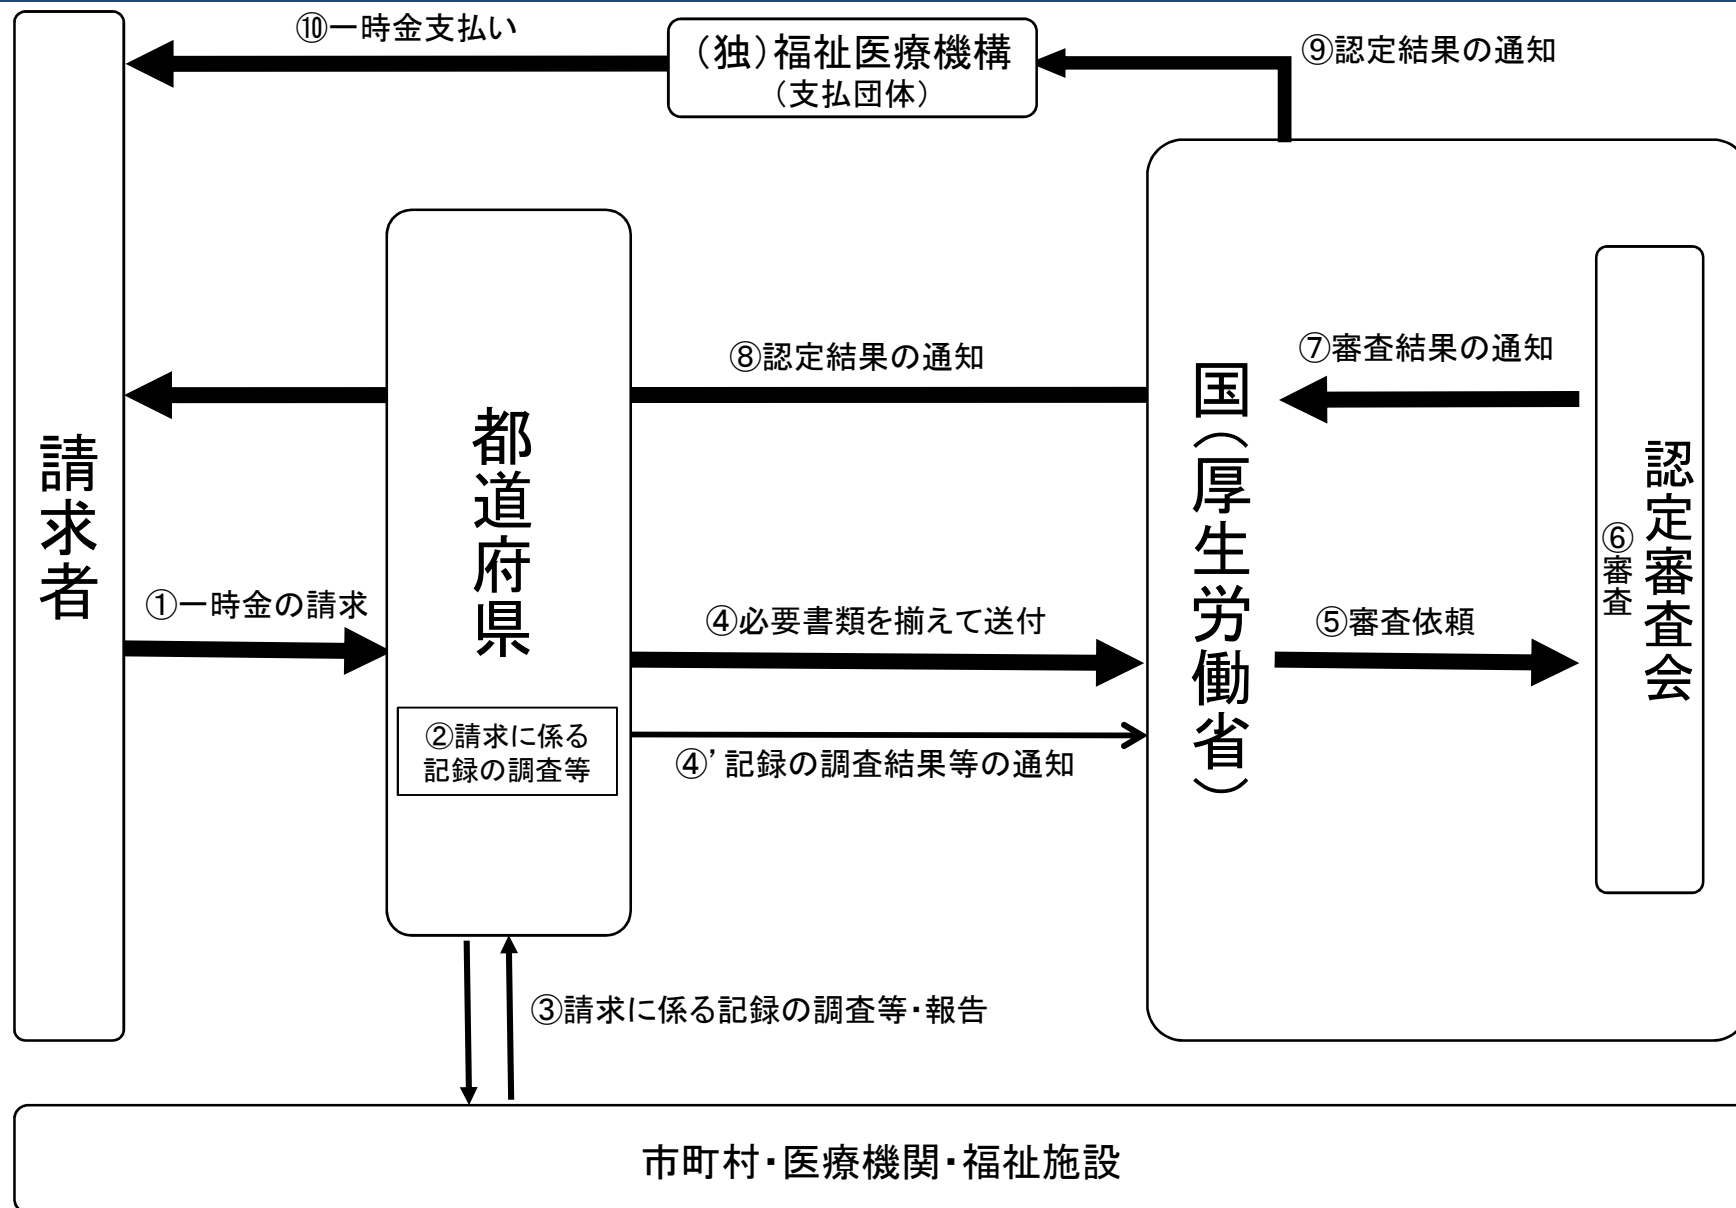 ⑩一時金支払い
(独)福祉医療機構
(支払団体)
⑨認定結果の通知
請求者
都道府県
国(厚生労働省)
認定審査会
⑥審査
⑧認定結果の通知
⑦審査結果の通知
①一時金の請求
④必要書類を揃えて送付
⑤審査依頼
②請求に係る
記録の調査等
④’記録の調査結果等の通知
③請求に係る記録の調査等・報告
市町村・医療機関・福祉施設